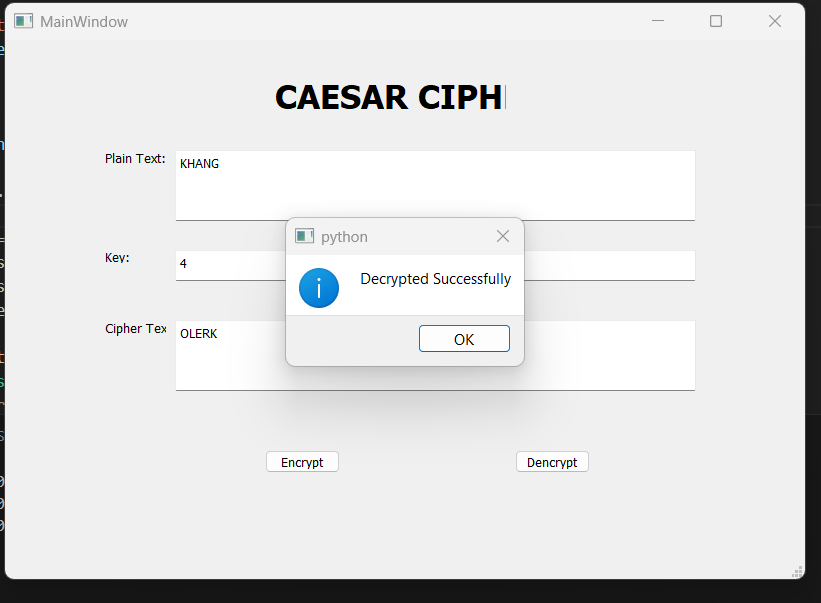 MainWindow
CAESAR CIPH
Plain Text:
KHANG
python
Key:
4
Decrypted Successfully
Cipher Tex
OLERK
OK
Encrypt
Dencrypt